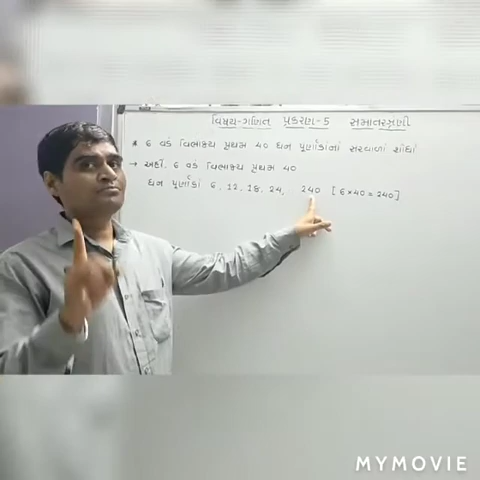 વિષય-ગણિત પ્રકરણ-5 સમાંતરશ્રેણી
* 6 વડે વિભાજ્ય પ્રથમ 40 ધન પૂર્ણાંકોનો સરવાળો શોધો
→ અહીં, 6 વડે વિભાજ્ય પ્રથમ 40
ધન પૂર્ણાંકો 6, 12, 18, 24, 240 [6×40=240]
MYMOVIE